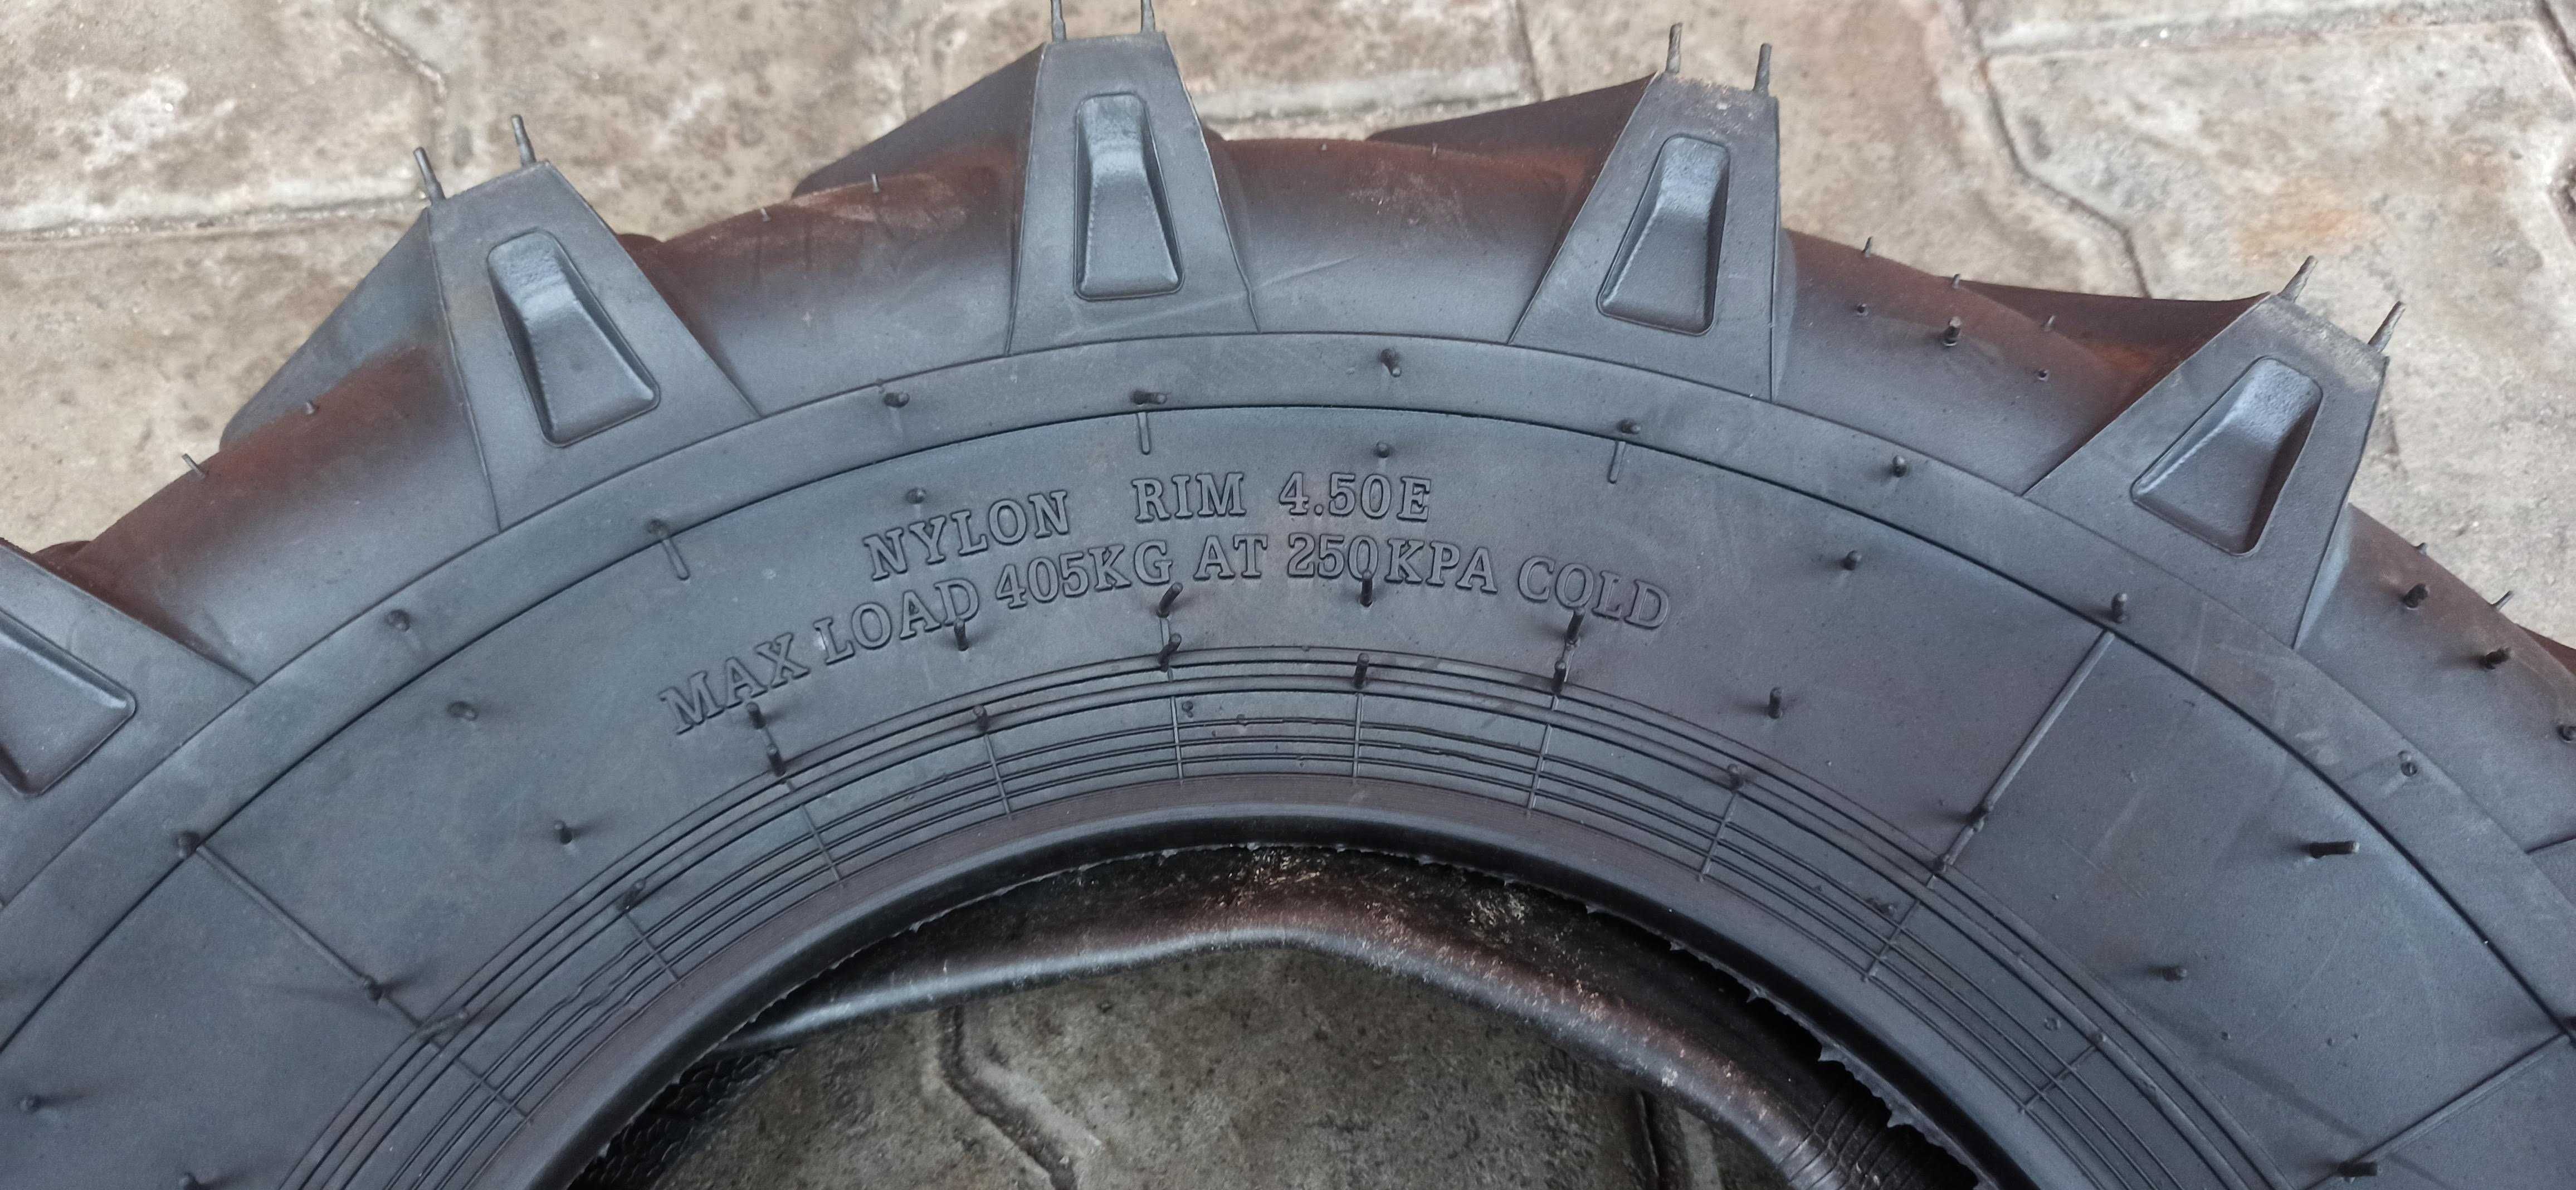 NYLON RIM 4.50E
MAX LOAD 405KG AT 250KPA COLD